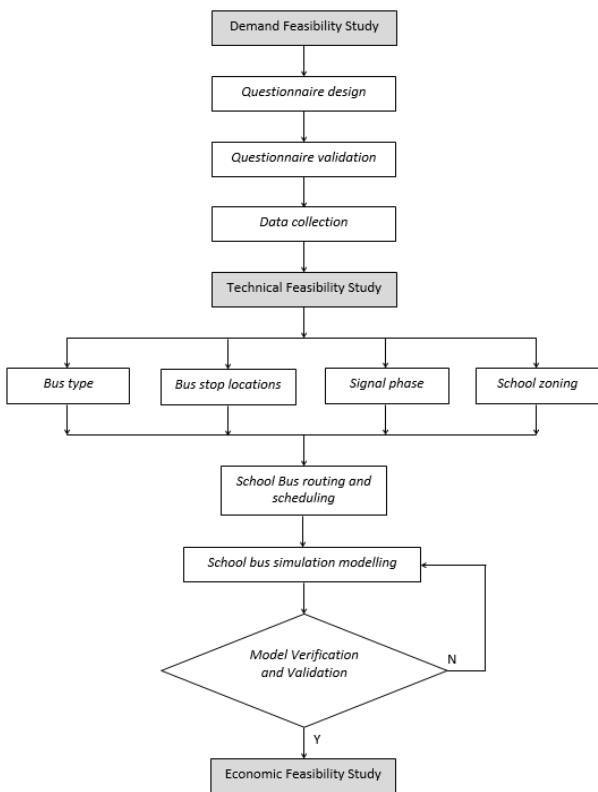 Demand Feasibility Study
Questionnaire design
Questionnaire validation
Data collection
Technical Feasibility Study
Bus type
Bus stop locations
Signal phase
School zoning
School Bus routing and
scheduling
School bus simulation modelling
Model Verification
and Validation
N
Y
Economic Feasibility Study